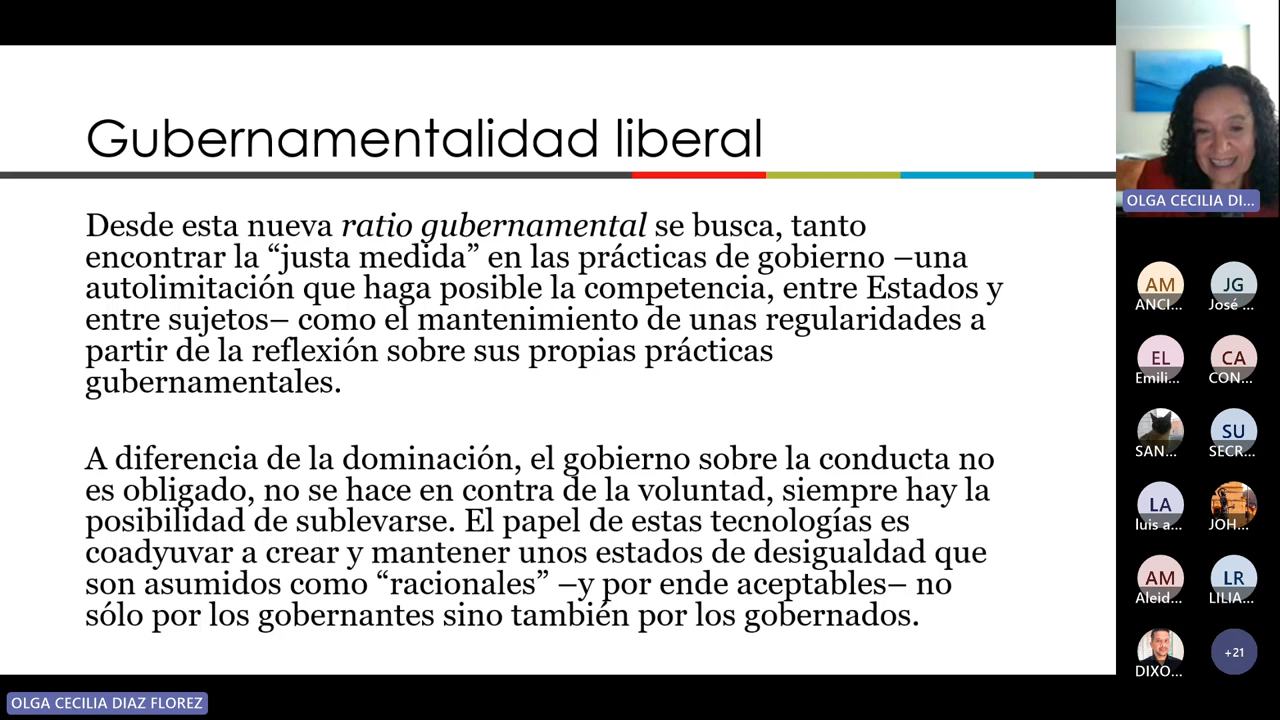 Gubernamentalidad liberal
Desde esta nueva ratio gubernamental se busca, tanto
encontrar la “justa medida” en las prácticas de gobierno –una
autolimitación que haga posible la competencia, entre Estados y
entre sujetos– como el mantenimiento de unas regularidades a
partir de la reflexión sobre sus propias prácticas
gubernamentales.
A diferencia de la dominación, el gobierno sobre la conducta no
es obligado, no se hace en contra de la voluntad, siempre hay la
posibilidad de sublevarse. El papel de estas tecnologías es
coadyuvar a crear y mantener unos estados de desigualdad que
son asumidos como “racionales” –y por ende aceptables– no
sólo por los gobernantes sino también por los gobernados.
OLGA CECILIA DIAZ FLOREZ
OLGA CECILIA DI...
AM
ANCI...
JG
José ...
EL
Emili...
CA
CON...
SAN...
SU
SECR...
LA
luis a...
JOH...
AM
Aleid...
LR
LILIA...
DIXO...
+21